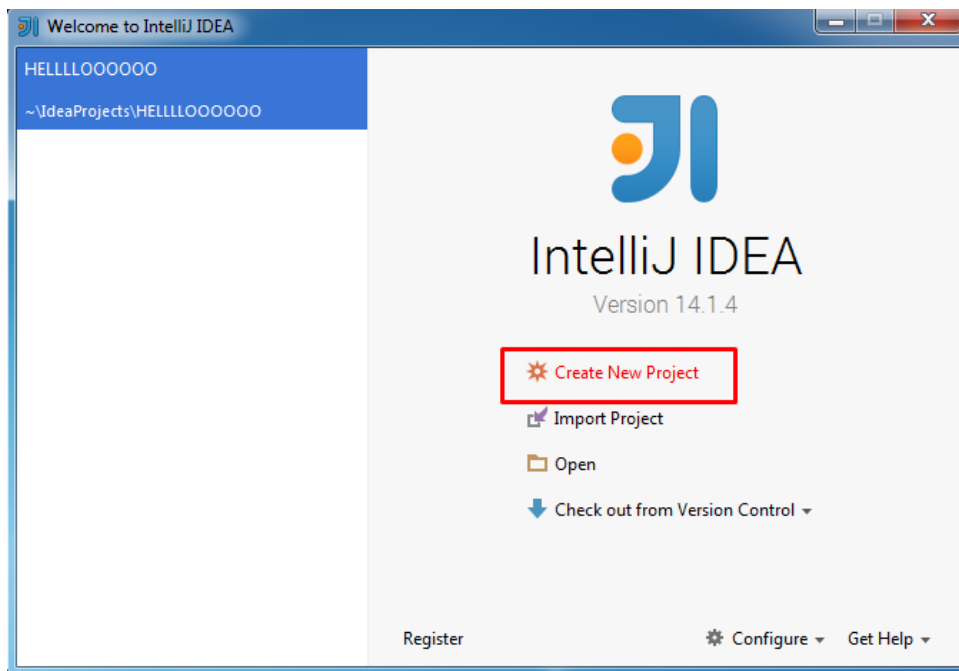 Welcome to IntelliJ IDEA
HELLLLOOOOOO
~\IdeaProjects\HELLLLOOOOOO
IntelliJ IDEA
Version 14.1.4
Create New Project
Import Project
Open
Check out from Version Control
Register
Configure
Get Help